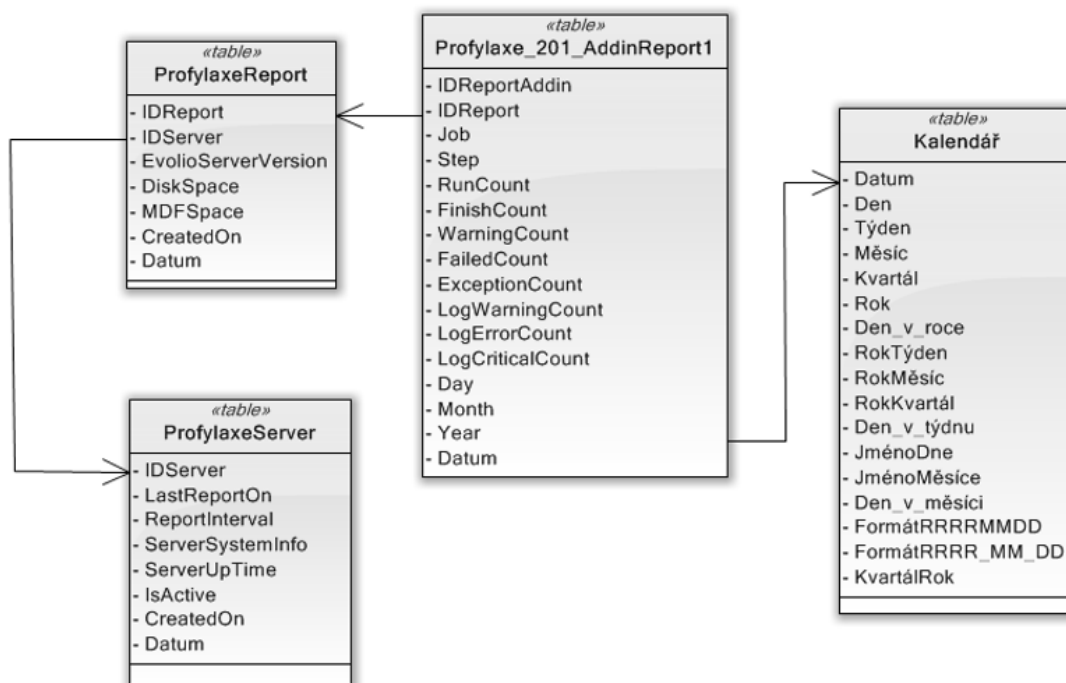 «table»
ProfylaxeReport
- IDReport
- IDServer
- EvolioServerVersion
- DiskSpace
- MDFSpace
- CreatedOn
- Datum
«table»
Profylaxe_201_AddinReport1
- IDReportAddin
- IDReport
- Job
- Step
- RunCount
- FinishCount
- WarningCount
- FailedCount
- ExceptionCount
- LogWarningCount
- LogErrorCount
- LogCriticalCount
- Day
- Month
- Year
- Datum
«table»
Kalendář
- Datum
- Den
- Týden
- Měsíc
- Kvartál
- Rok
- Den_v_roce
- RokTýden
- RokMěsíc
- RokKvartál
- Den_v_týdnu
- JménoDne
- JménoMěsíce
- Den_v_měsíci
- FormátRRRRMMDD
- FormátRRRR_MM_DD
- KvartálRok
«table»
ProfylaxeServer
- IDServer
- LastReportOn
- ReportInterval
- ServerSystemInfo
- ServerUpTime
- IsActive
- CreatedOn
- Datum